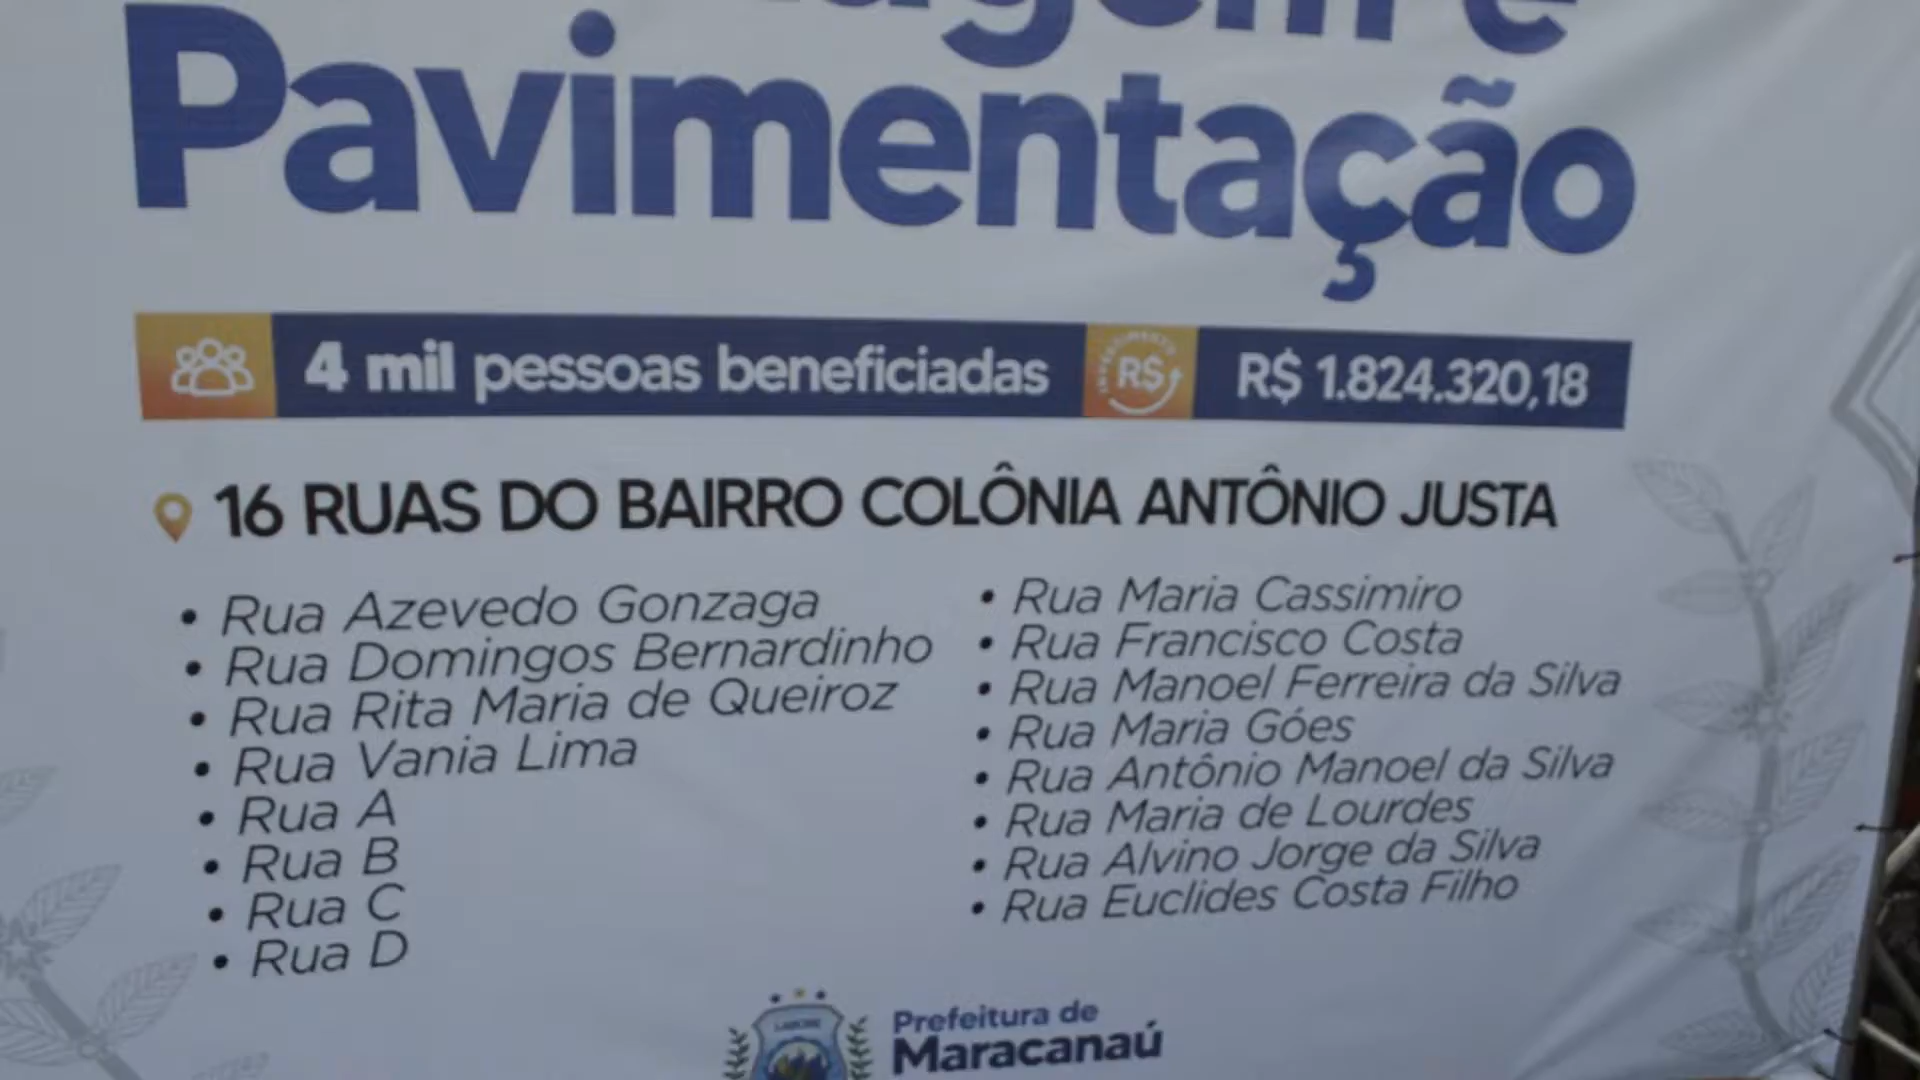 Pavimentação
4 mil pessoas beneficiadas
INVESTIMENTO
R$
R$ 1.824.320,18
16 RUAS DO BAIRRO COLÔNIA ANTÔNIO JUSTA
• Rua Azevedo Gonzaga
• Rua Domingos Bernardinho
• Rua Rita Maria de Queiroz
• Rua Vania Lima
• Rua A
• Rua B
• Rua C
• Rua D
• Rua Maria Cassimiro
• Rua Francisco Costa
• Rua Manoel Ferreira da Silva
• Rua Maria Góes
• Rua Antônio Manoel da Silva
• Rua Maria de Lourdes
• Rua Alvino Jorge da Silva
• Rua Euclides Costa Filho
Prefeitura de
Maracanaú